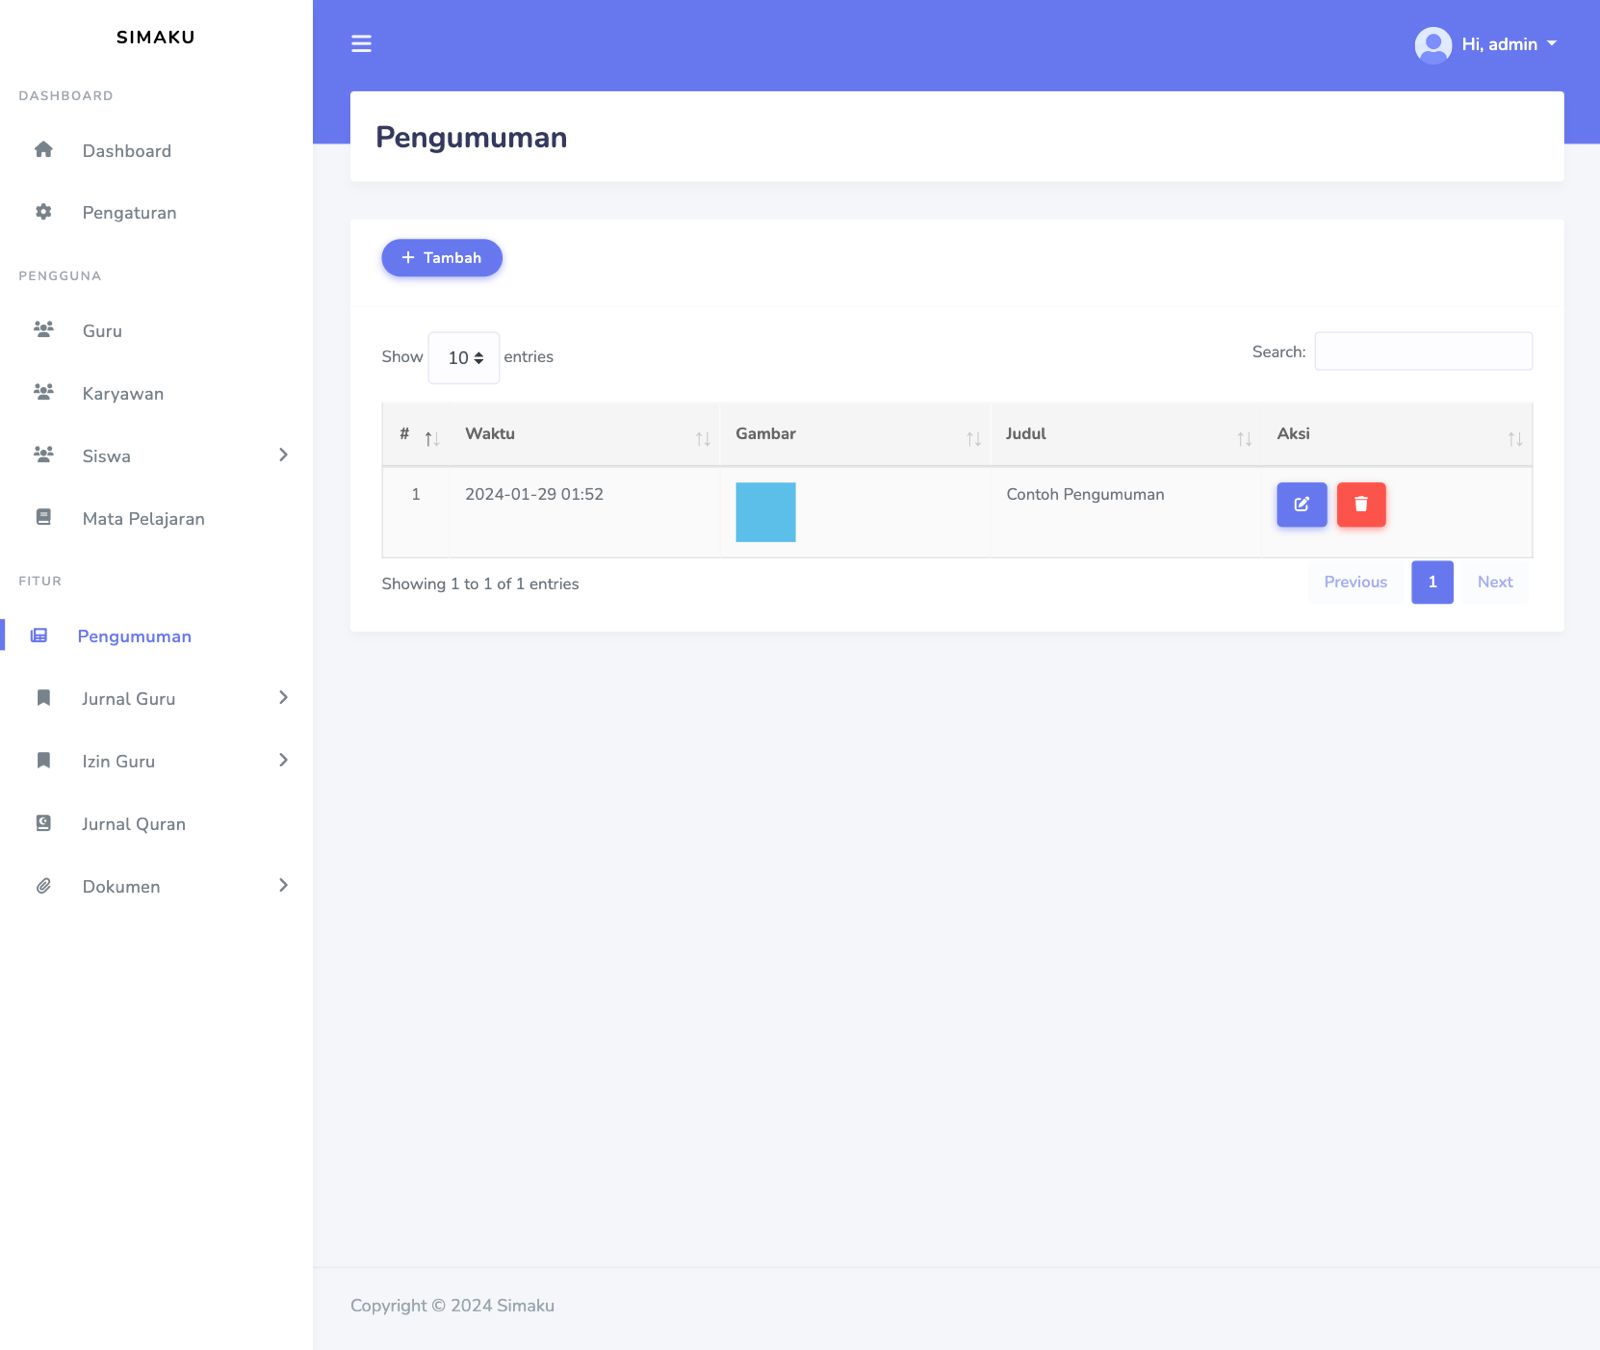 SIMAKU
DASHBOARD
Dashboard
Pengaturan
PENGGUNA
Guru
Karyawan
Siswa
Mata Pelajaran
FITUR
Pengumuman
Jurnal Guru
Izin Guru
Jurnal Quran
Dokumen
Hi, admin
Pengumuman
+ Tambah
Show 10 entries
Search:
# Waktu Gambar Judul Aksi
1 2024-01-29 01:52 Contoh Pengumuman
Showing 1 to 1 of 1 entries
Previous 1 Next
Copyright © 2024 Simaku